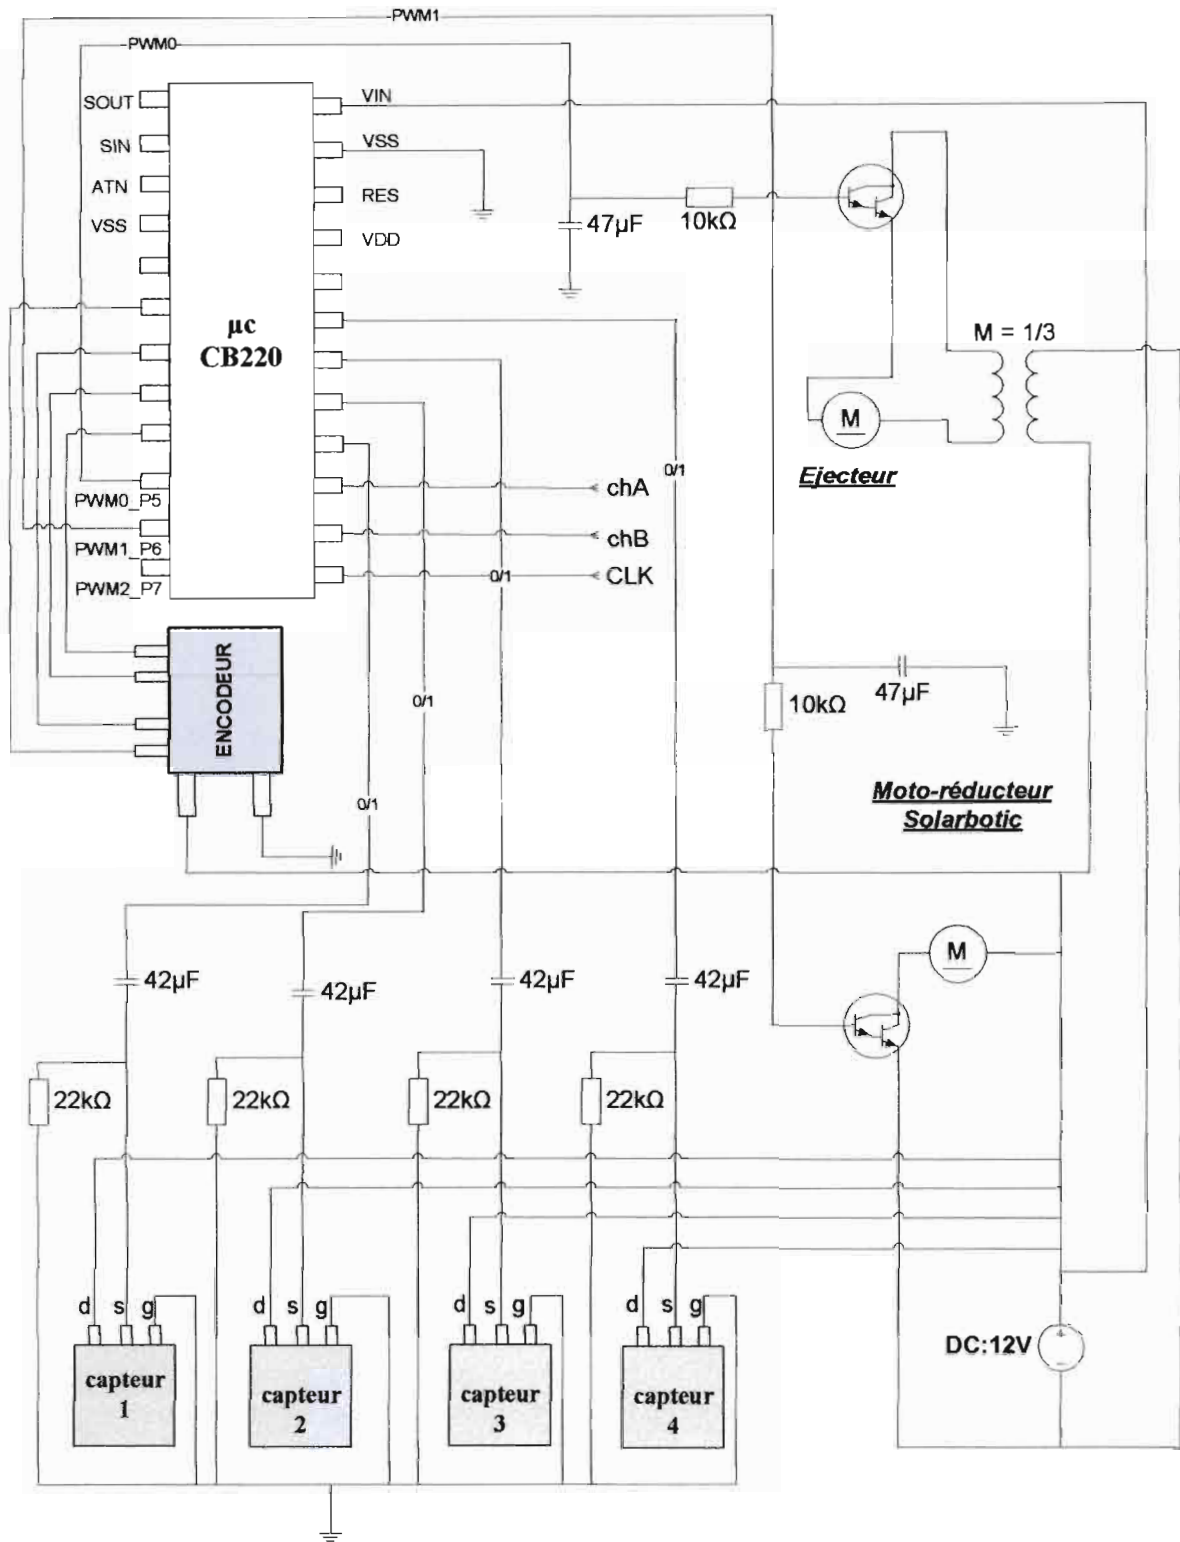 PWM1
PWM0
SOUT
VIN
SIN
VSS
ATN
RES
VSS
VDD
47µF
10kΩ
µc
CB220
M = 1/3
M
Ejecteur
0/1
PWM0_P5
chA
PWM1_P6
chB
PWM2_P7
0/1
CLK
ENCODEUR
0/1
10kΩ
47µF
0/1
Moto-réducteur
Solarbotic
M
42µF
42µF
42µF
42µF
22kΩ
22kΩ
22kΩ
22kΩ
d s g
d s g
d s g
d s g
capteur
1
capteur
2
capteur
3
capteur
4
DC:12V